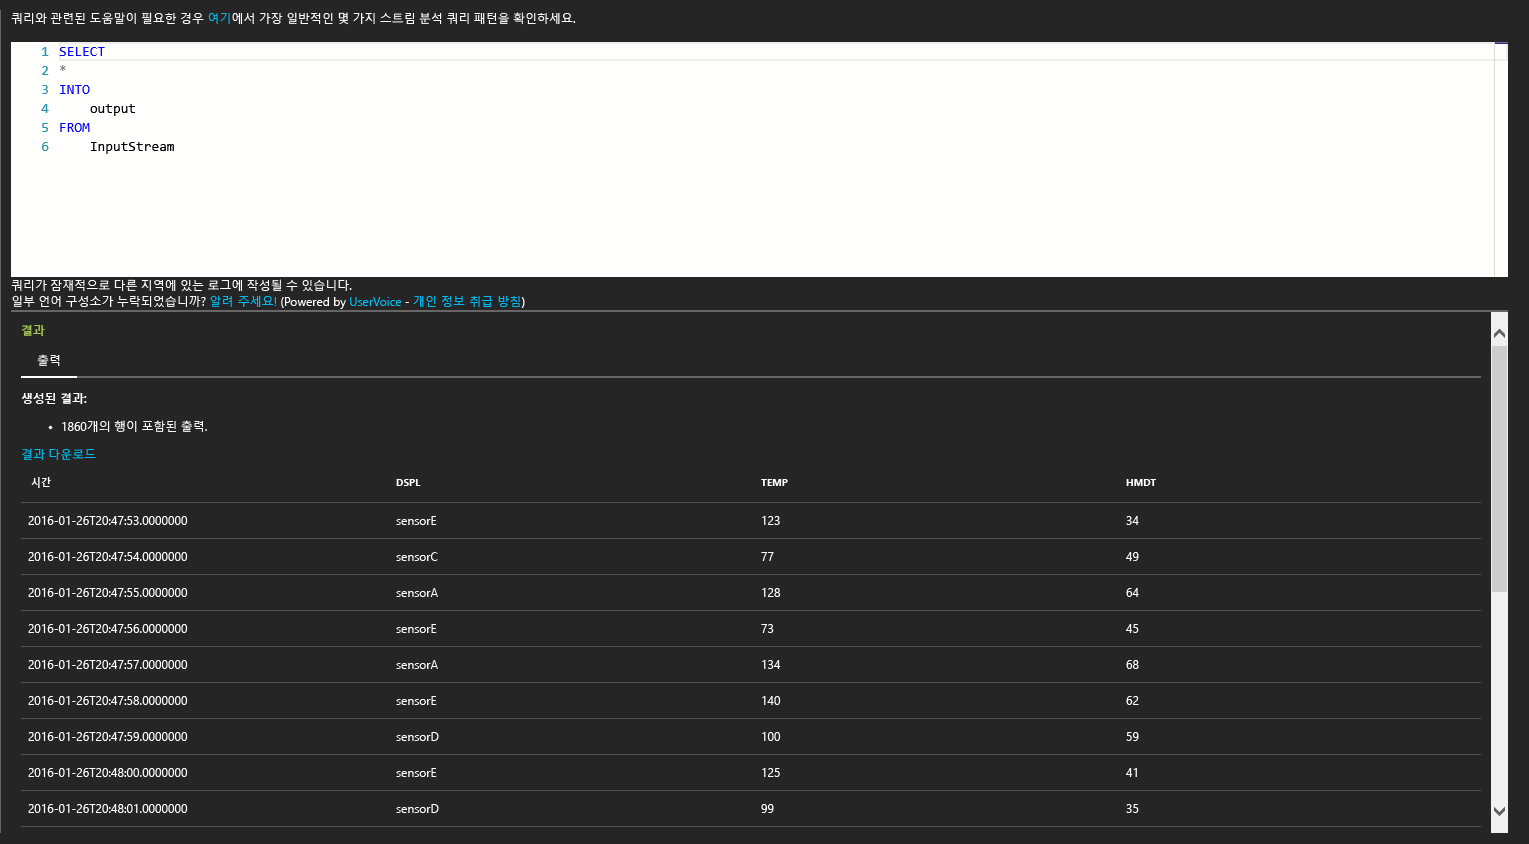 쿼리와 관련된 도움말이 필요한 경우 여기에서 가장 일반적인 몇 가지 스트림 분석 쿼리 패턴을 확인하세요.
1 SELECT
2 *
3 INTO
4 output
5 FROM
6 InputStream
쿼리가 잠재적으로 다른 지역에 있는 로그에 작성될 수 있습니다.
일부 언어 구성소가 누락되었습니까? 알려 주세요! (Powered by UserVoice - 개인 정보 취급 방침)
결과
출력
생성된 결과:
• 1860개의 행이 포함된 출력.
결과 다운로드
시간 DSPL TEMP HMDT
2016-01-26T20:47:53.0000000 sensorE 123 34
2016-01-26T20:47:54.0000000 sensorC 77 49
2016-01-26T20:47:55.0000000 sensorA 128 64
2016-01-26T20:47:56.0000000 sensorE 73 45
2016-01-26T20:47:57.0000000 sensorA 134 68
2016-01-26T20:47:58.0000000 sensorE 140 62
2016-01-26T20:47:59.0000000 sensorD 100 59
2016-01-26T20:48:00.0000000 sensorE 125 41
2016-01-26T20:48:01.0000000 sensorD 99 35